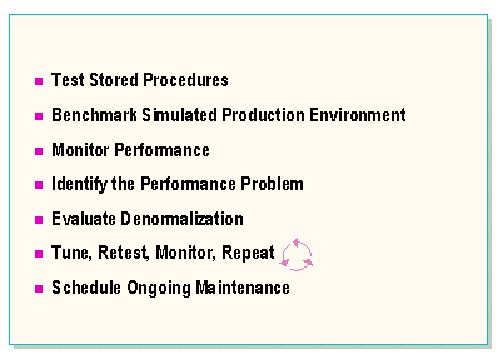 Test Stored Procedures
Benchmark Simulated Production Environment
Monitor Performance
Identify the Performance Problem
Evaluate Denormalization
Tune, Retest, Monitor, Repeat
Schedule Ongoing Maintenance